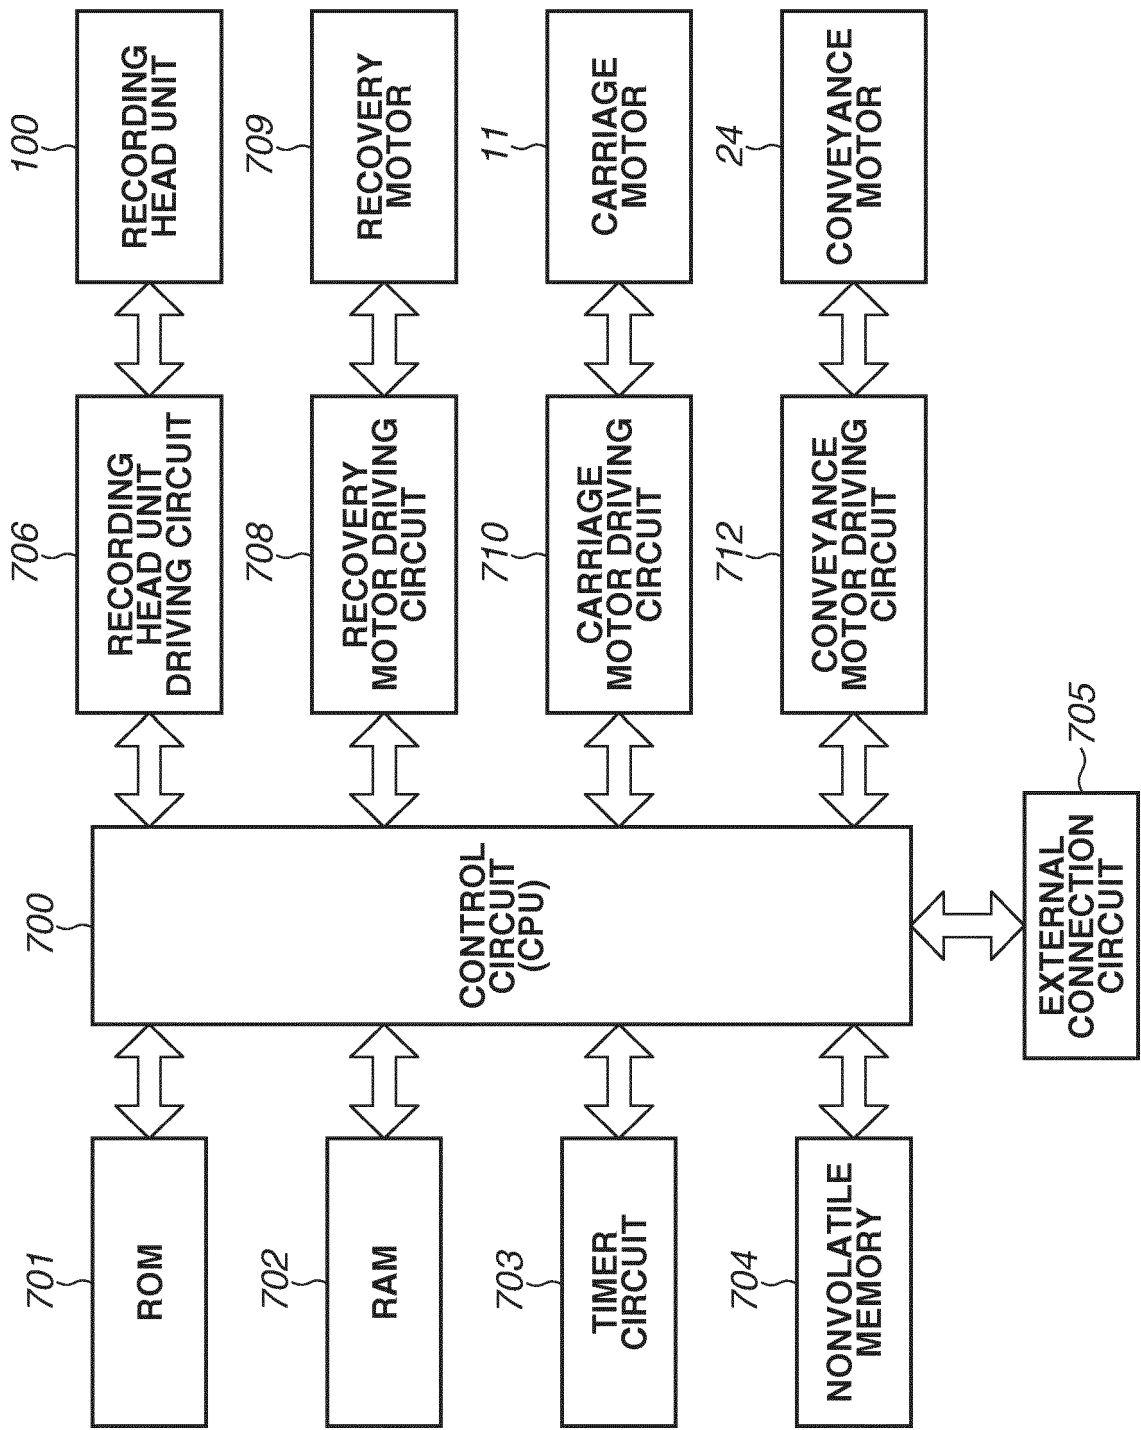 701
ROM
702
RAM
703
TIMER
CIRCUIT
704
NONVOLATILE
MEMORY
700
CONTROL
CIRCUIT
(CPU)
705
EXTERNAL
CONNECTION
CIRCUIT
706
RECORDING
HEAD UNIT
DRIVING CIRCUIT
708
RECOVERY
MOTOR DRIVING
CIRCUIT
710
CARRIAGE
MOTOR DRIVING
CIRCUIT
712
CONVEYANCE
MOTOR DRIVING
CIRCUIT
100
RECORDING
HEAD UNIT
709
RECOVERY
MOTOR
11
CARRIAGE
MOTOR
24
CONVEYANCE
MOTOR